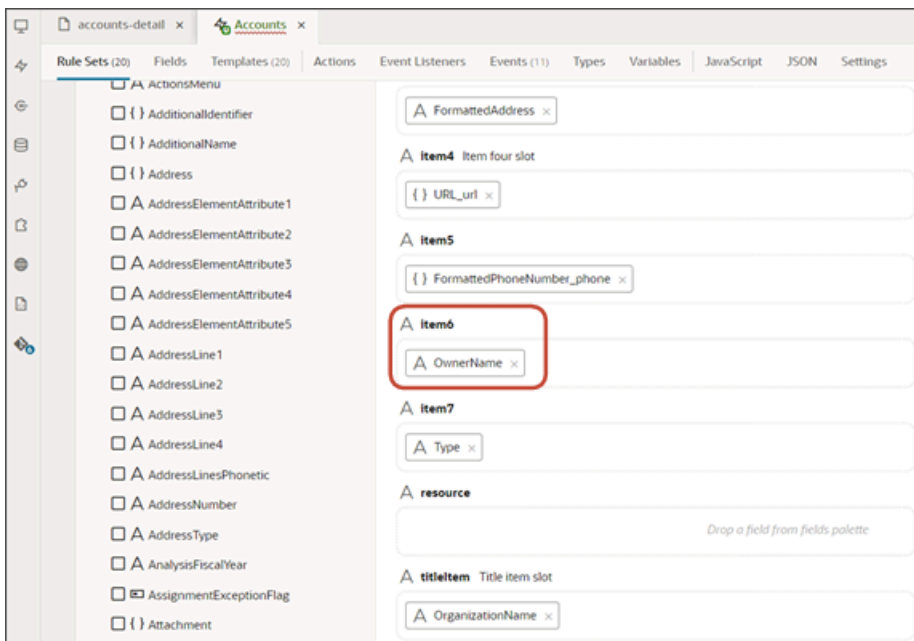 accounts-detail ×
Accounts ×
Rule Sets (20) Fields Templates (20) Actions Event Listeners Events (11) Types Variables JavaScript JSON Settings
A ActionsMenu
{ } AdditionalIdentifier
{ } AdditionalName
{ } Address
A AddressElementAttribute1
A AddressElementAttribute2
A AddressElementAttribute3
A AddressElementAttribute4
A AddressElementAttribute5
A AddressLine1
A AddressLine2
A AddressLine3
A AddressLine4
A AddressLinesPhonetic
A AddressNumber
A AddressType
A AnalysisFiscalYear
AssignmentExceptionFlag
{ } Attachment
A FormattedAddress ×
A item4 Item four slot
{ } URL_url ×
A item5
{ } FormattedPhoneNumber_phone ×
A item6
A OwnerName ×
A item7
A Type ×
A resource
Drop a field from fields palette
A titleItem Title item slot
A OrganizationName ×